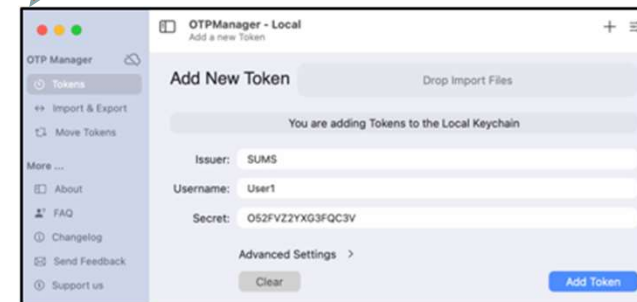 OTPManager - Local
Add a new Token
OTP Manager
Tokens
Import & Export
Move Tokens
More ...
About
FAQ
Changelog
Send Feedback
Support us
Add New Token
Drop Import Files
You are adding Tokens to the Local Keychain
Issuer: SUMS
Username: User1
Secret: O52FVZ2YXG3FQC3V
Advanced Settings >
Clear
Add Token